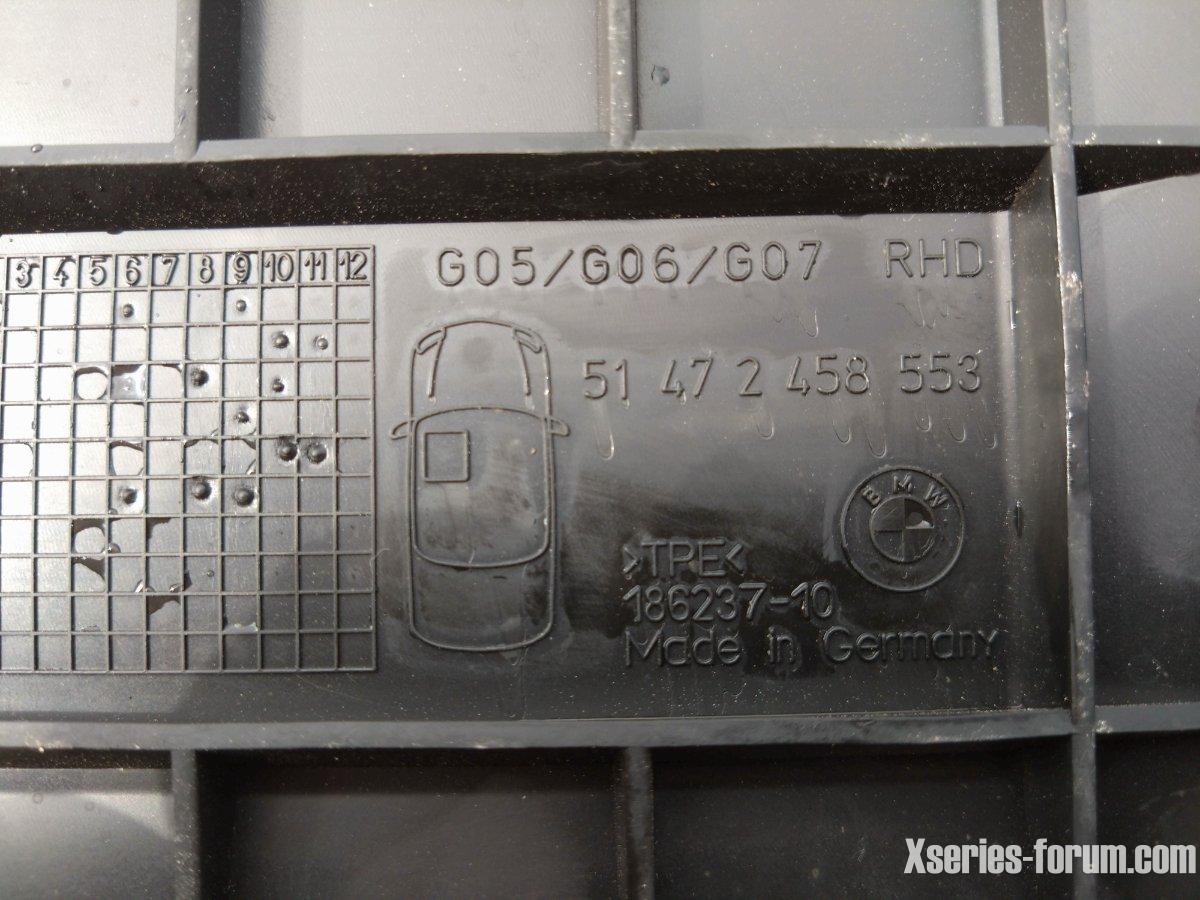 3 4 5 6 7 8 9 10 11 12
G05/G06/G07 RHD
51 47 2 458 553
BMW
>TPE<
186237-10
Made in Germany
Xseries-forum.com